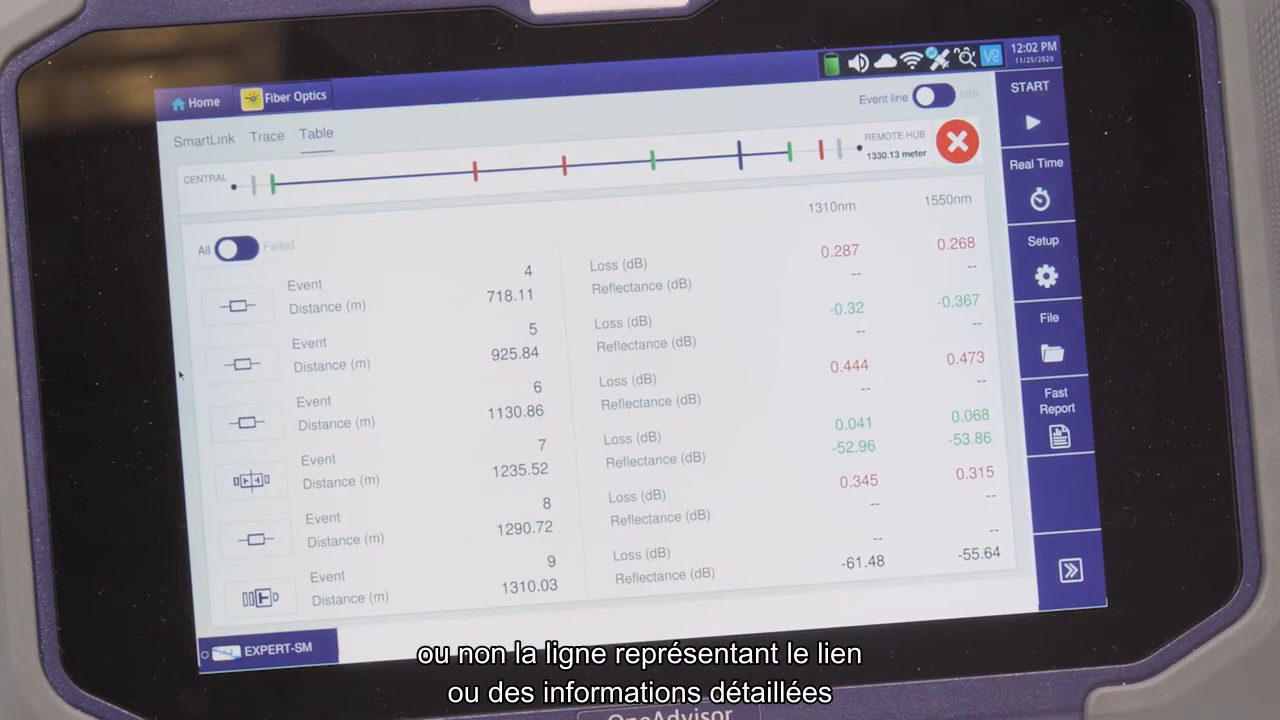 12:02 PM
11/25/2020
Home
Fiber Optics
SmartLink
Trace
Table
Event line
Info
START
CENTRAL
REMOTE HUB
1330.13 meter
Real Time
All
Failed
1310nm
1550nm
Setup
Event 4
Distance (m) 718.11
Loss (dB) 0.287 0.268
Reflectance (dB) -- --
Event 5
Distance (m) 925.84
Loss (dB) -0.32 -0.367
Reflectance (dB) -- --
File
Event 6
Distance (m) 1130.86
Loss (dB) 0.444 0.473
Reflectance (dB) -- --
Fast
Report
Event 7
Distance (m) 1235.52
Loss (dB) 0.041 0.068
Reflectance (dB) -52.96 -53.86
Event 8
Distance (m) 1290.72
Loss (dB) 0.345 0.315
Reflectance (dB) -- --
Event 9
Distance (m) 1310.03
Loss (dB) -- --
Reflectance (dB) -61.48 -55.64
EXPERT-SM
ou non la ligne représentant le lien
ou des informations détaillées
OneAdvisor